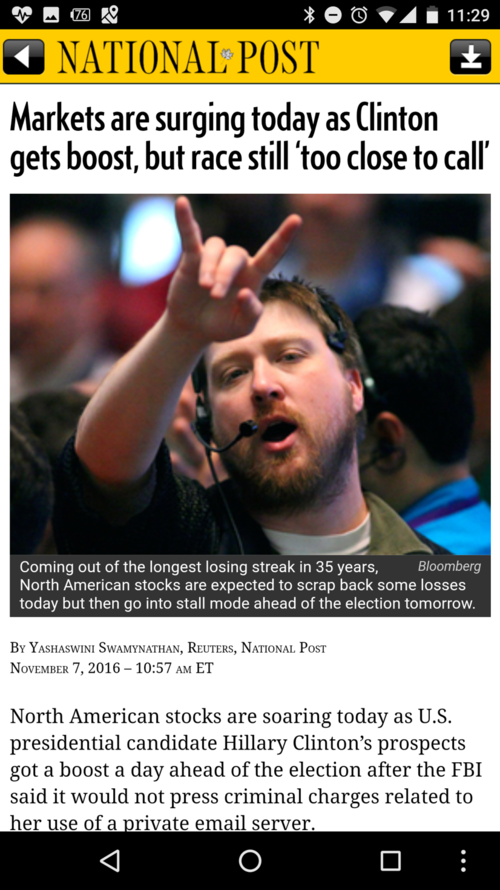 76
11:29
NATIONAL POST
Markets are surging today as Clinton
gets boost, but race still ‘too close to call’
Coming out of the longest losing streak in 35 years, Bloomberg
North American stocks are expected to scrap back some losses
today but then go into stall mode ahead of the election tomorrow.
By Yashaswini Swamynathan, Reuters, National Post
November 7, 2016 – 10:57 am ET
North American stocks are soaring today as U.S.
presidential candidate Hillary Clinton’s prospects
got a boost a day ahead of the election after the FBI
said it would not press criminal charges related to
her use of a private email server.